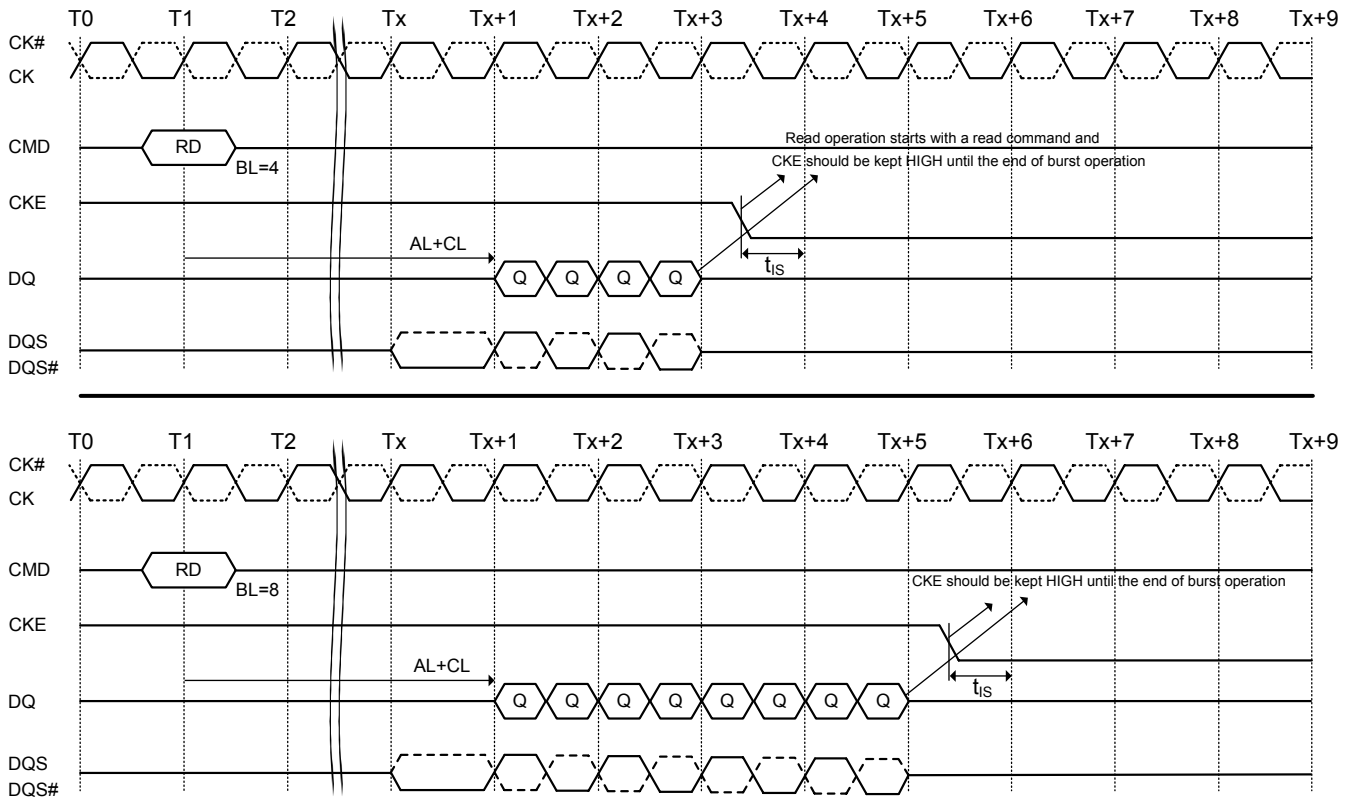 T0 T1 T2 Tx Tx+1 Tx+2 Tx+3 Tx+4 Tx+5 Tx+6 Tx+7 Tx+8 Tx+9
CK#
CK
Read operation starts with a read command and
CMD RD
CKE should be kept HIGH until the end of burst operation
BL=4
CKE
AL+CL
tIS
DQ Q Q Q Q
DQS
DQS#
T0 T1 T2 Tx Tx+1 Tx+2 Tx+3 Tx+4 Tx+5 Tx+6 Tx+7 Tx+8 Tx+9
CK#
CK
CMD RD
CKE should be kept HIGH until the end of burst operation
BL=8
CKE
AL+CL
tIS
DQ Q Q Q Q Q Q Q Q
DQS
DQS#